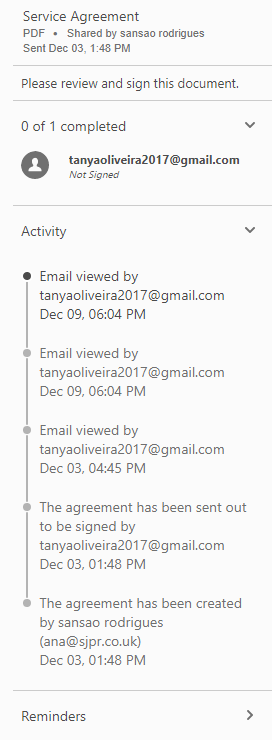 Service Agreement
PDF • Shared by sansao rodrigues
Sent Dec 03, 1:48 PM
Please review and sign this document.
0 of 1 completed
tanyaoliveira2017@gmail.com
Not Signed
Activity
Email viewed by
tanyaoliveira2017@gmail.com
Dec 09, 06:04 PM
Email viewed by
tanyaoliveira2017@gmail.com
Dec 09, 06:04 PM
Email viewed by
tanyaoliveira2017@gmail.com
Dec 03, 04:45 PM
The agreement has been sent out
to be signed by
tanyaoliveira2017@gmail.com
Dec 03, 01:48 PM
The agreement has been created
by sansao rodrigues
(ana@sjpr.co.uk)
Dec 03, 01:48 PM
Reminders